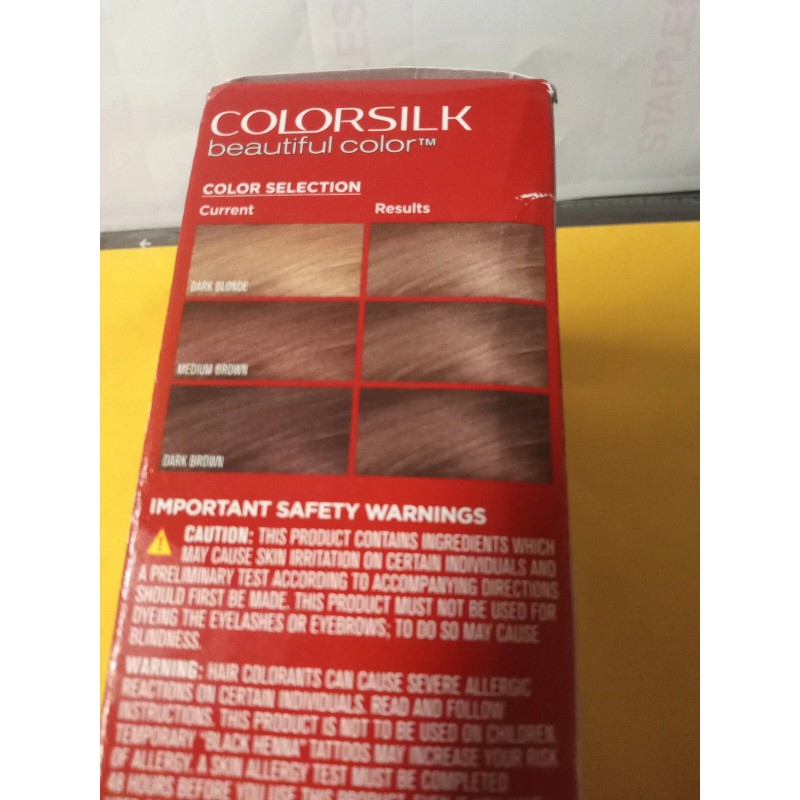 STAPLES
COLORSILK
beautiful color™
COLOR SELECTION
Current Results
DARK BLONDE
MEDIUM BROWN
DARK BROWN
IMPORTANT SAFETY WARNINGS
CAUTION: THIS PRODUCT CONTAINS INGREDIENTS WHICH
MAY CAUSE SKIN IRRITATION ON CERTAIN INDIVIDUALS AND
A PRELIMINARY TEST ACCORDING TO ACCOMPANYING DIRECTIONS
SHOULD FIRST BE MADE. THIS PRODUCT MUST NOT BE USED FOR
DYEING THE EYELASHES OR EYEBROWS; TO DO SO MAY CAUSE
BLINDNESS.
WARNING: HAIR COLORANTS CAN CAUSE SEVERE ALLERGIC
REACTIONS ON CERTAIN INDIVIDUALS. READ AND FOLLOW
INSTRUCTIONS. THIS PRODUCT IS NOT TO BE USED ON CHILDREN.
TEMPORARY "BLACK HENNA" TATTOOS MAY INCREASE YOUR RISK
OF ALLERGY. A SKIN ALLERGY TEST MUST BE COMPLETED
48 HOURS BEFORE YOU USE THIS PRODUCT